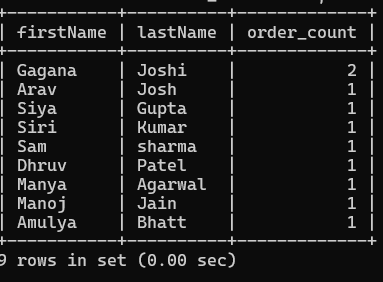 firstName | lastName | order_count
Gagana | Joshi | 2
Arav | Josh | 1
Siya | Gupta | 1
Siri | Kumar | 1
Sam | sharma | 1
Dhruv | Patel | 1
Manya | Agarwal | 1
Manoj | Jain | 1
Amulya | Bhatt | 1
9 rows in set (0.00 sec)